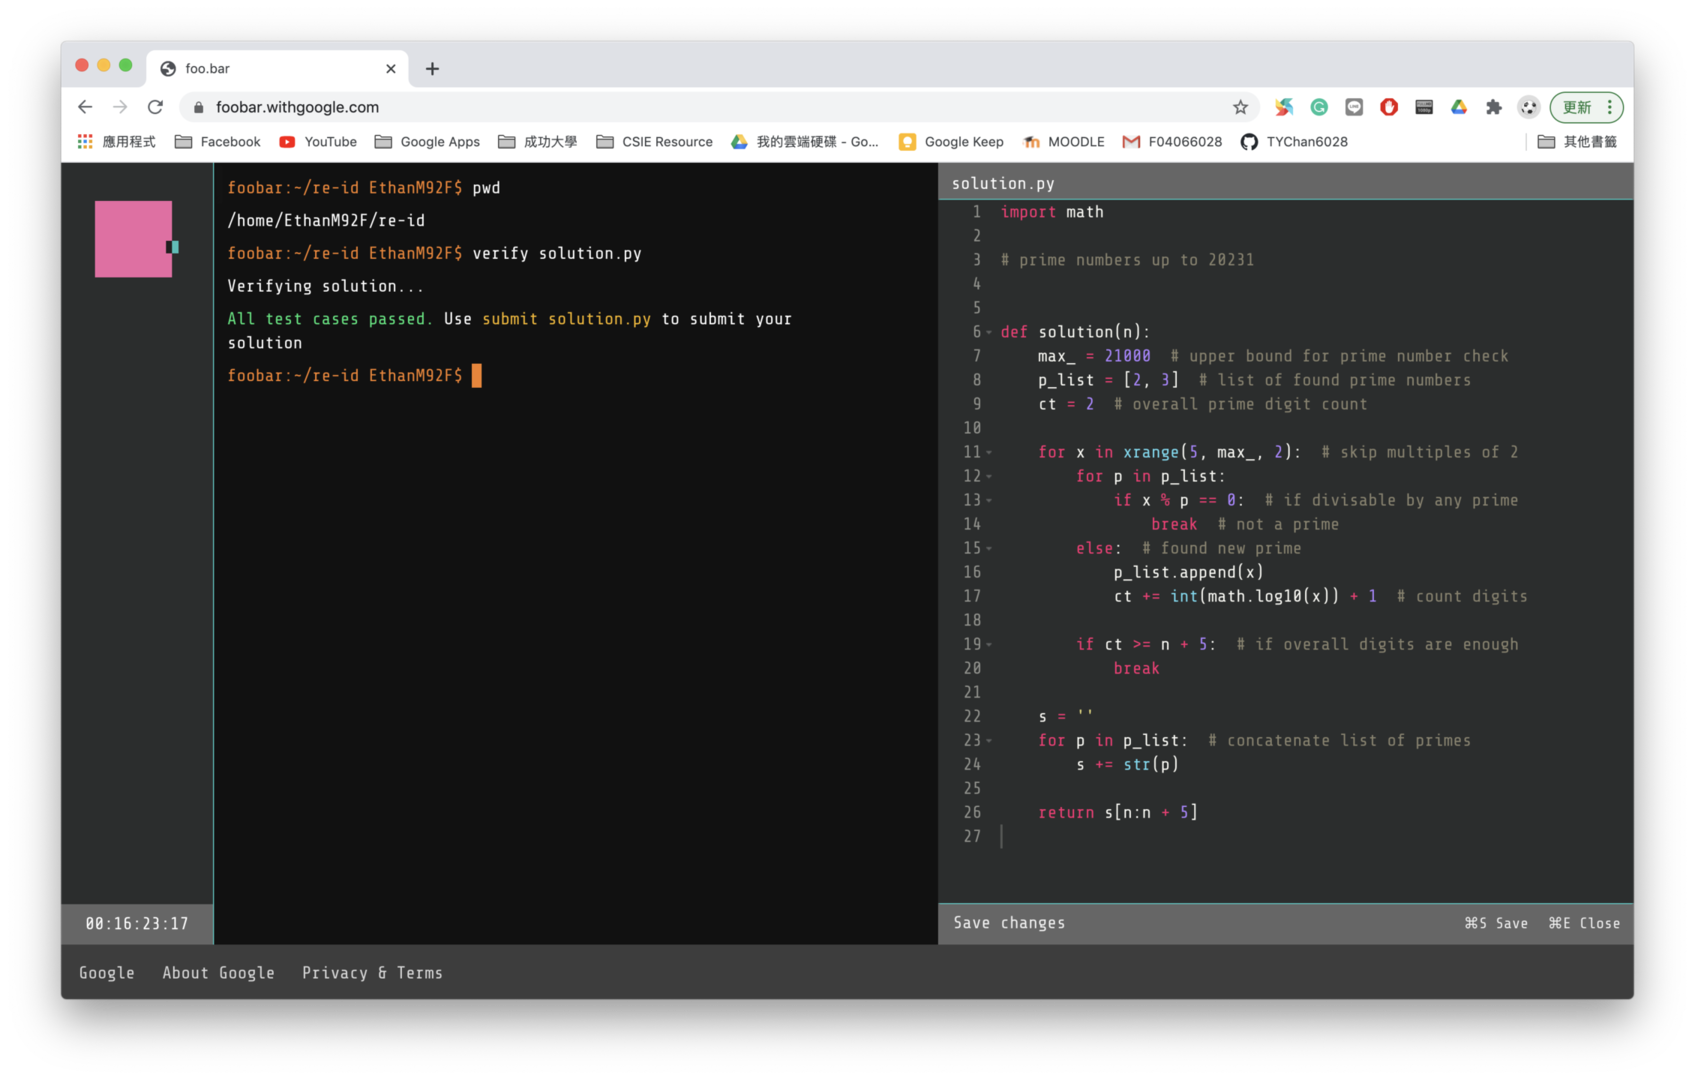 foo.bar
foobar.withgoogle.com
更新
應用程式 Facebook YouTube Google Apps 成功大學 CSIE Resource 我的雲端硬碟 - Go... Google Keep MOODLE F04066028 TYChan6028 其他書籤
foobar:~/re-id EthanM92F$ pwd
/home/EthanM92F/re-id
foobar:~/re-id EthanM92F$ verify solution.py
Verifying solution...
All test cases passed. Use submit solution.py to submit your
solution
foobar:~/re-id EthanM92F$
00:16:23:17
solution.py
1 import math
2
3 # prime numbers up to 20231
4
5
6 def solution(n):
7     max_ = 21000  # upper bound for prime number check
8     p_list = [2, 3]  # list of found prime numbers
9     ct = 2  # overall prime digit count
10
11     for x in xrange(5, max_, 2):  # skip multiples of 2
12         for p in p_list:
13             if x % p == 0:  # if divisable by any prime
14                 break  # not a prime
15         else:  # found new prime
16             p_list.append(x)
17             ct += int(math.log10(x)) + 1  # count digits
18
19         if ct >= n + 5:  # if overall digits are enough
20             break
21
22     s = ''
23     for p in p_list:  # concatenate list of primes
24         s += str(p)
25
26     return s[n:n + 5]
27
Save changes ⌘S Save ⌘E Close
Google About Google Privacy & Terms